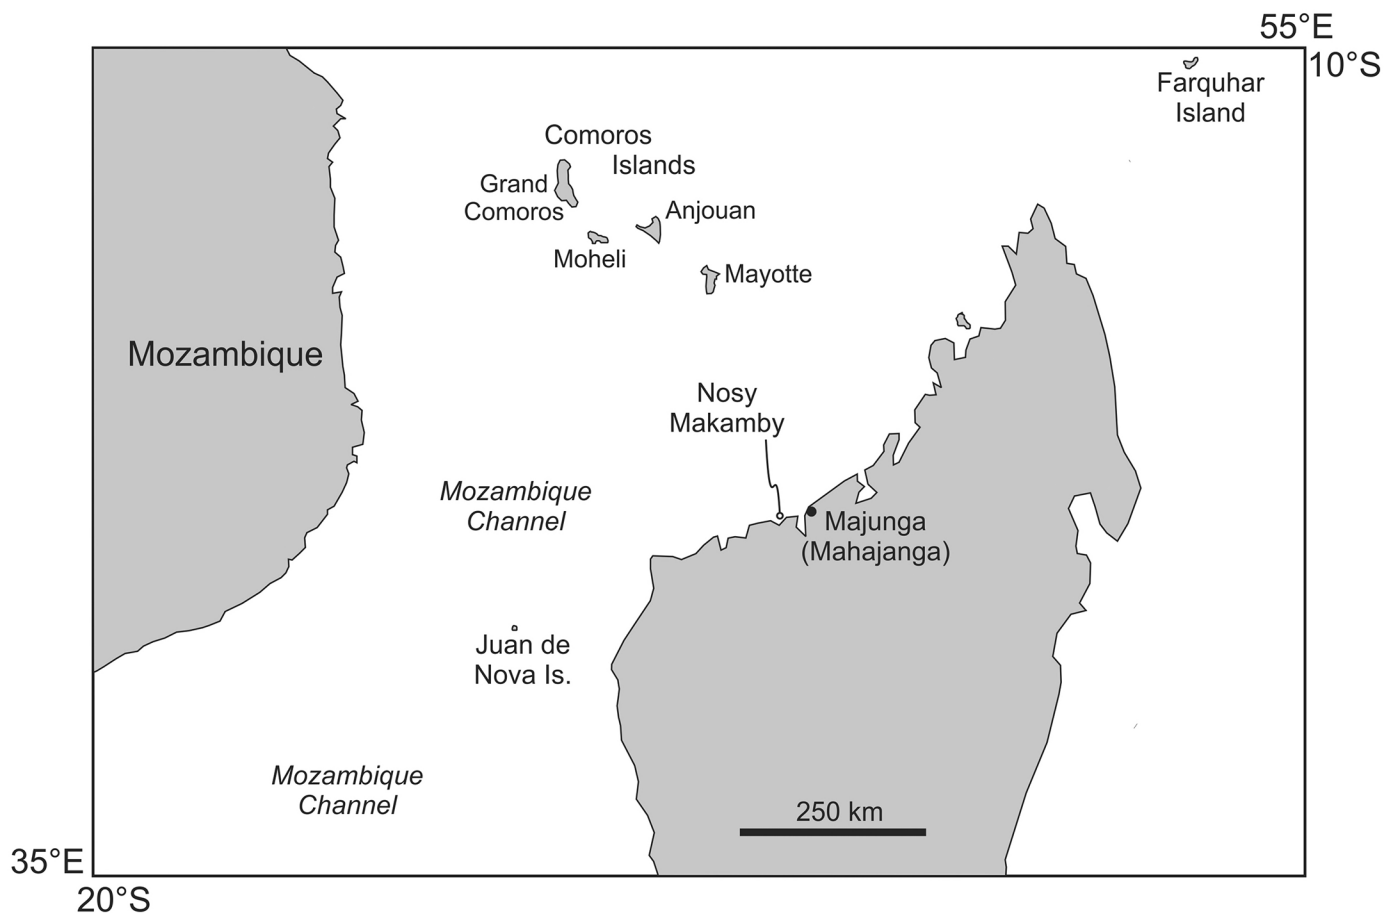 55°E
10°S
Farquhar
Island
Comoros
Islands
Grand
Comoros
Anjouan
Moheli
Mayotte
Mozambique
Nosy
Makamby
Mozambique
Channel
Majunga
(Mahajanga)
Juan de
Nova Is.
Mozambique
Channel
250 km
35°E
20°S